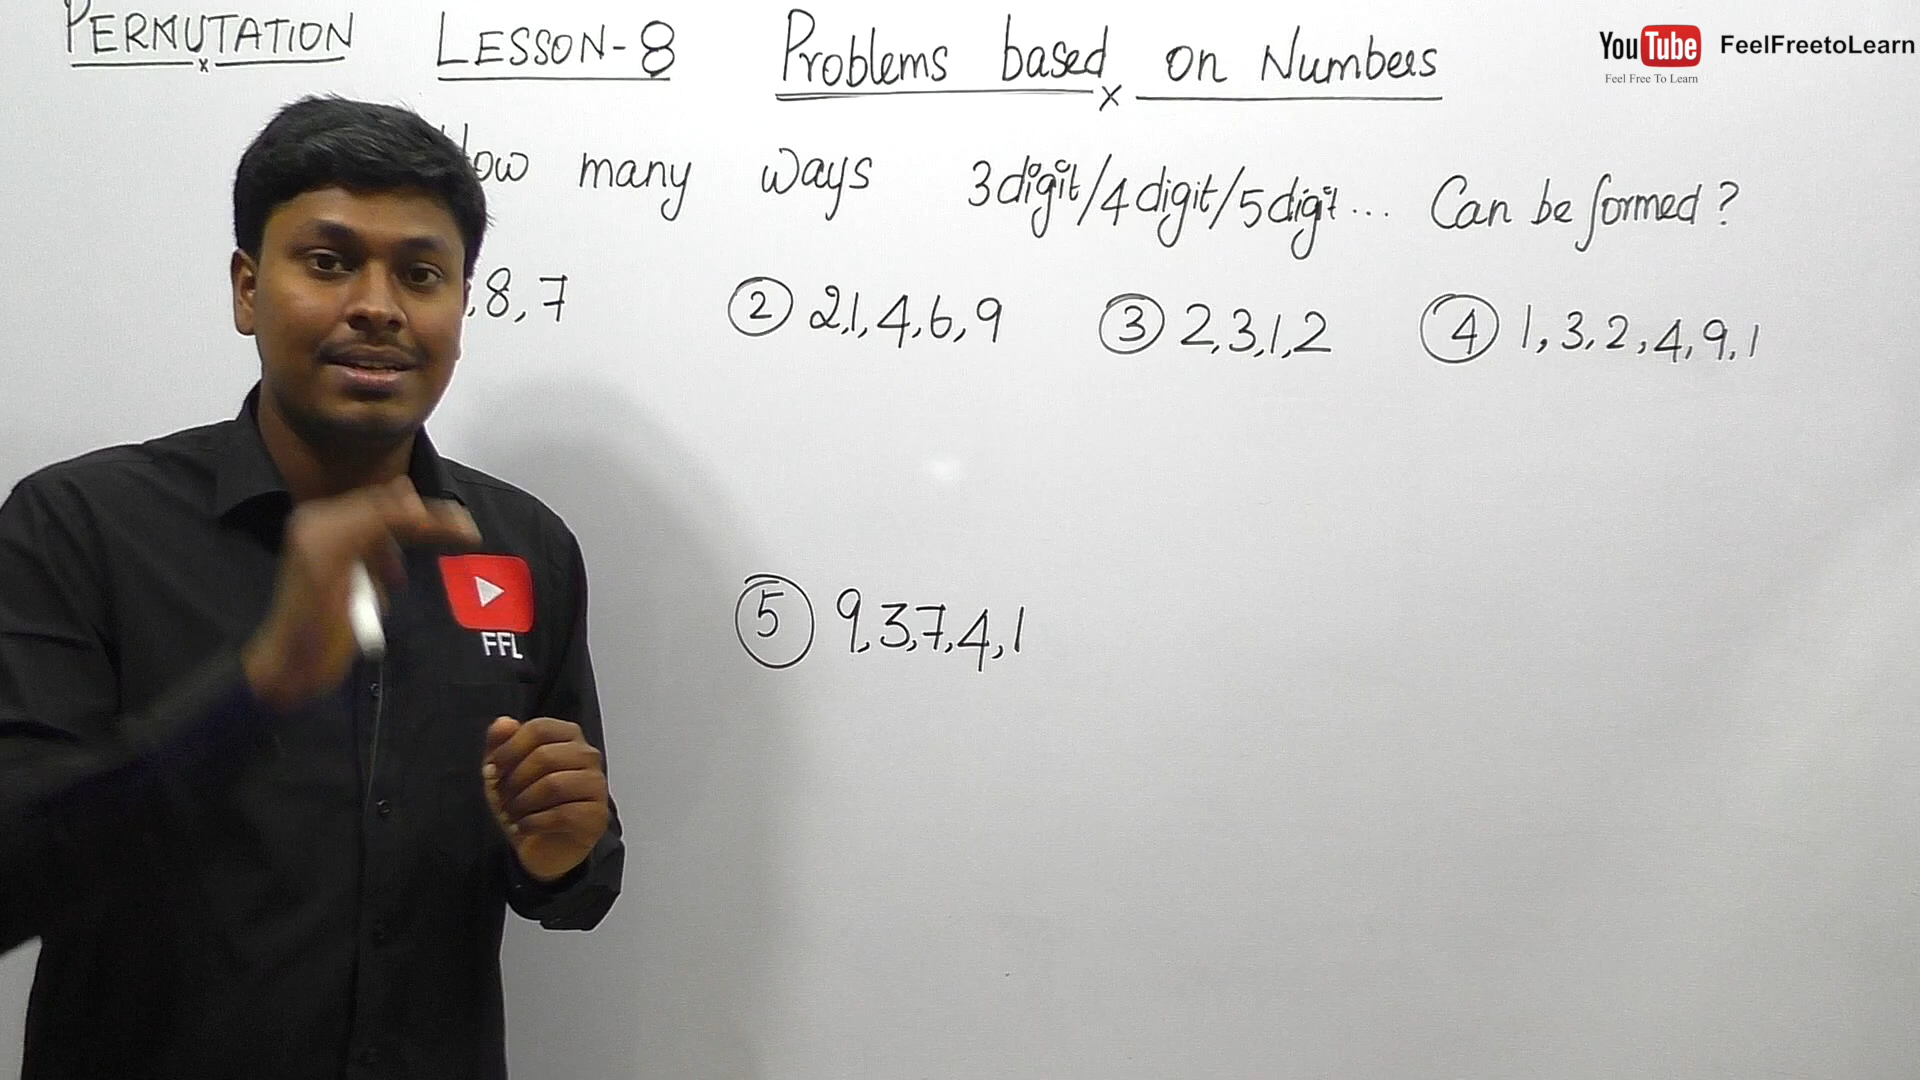 PERMUTATION LESSON-8 Problems based on Numbers
YouTube FeelFreetoLearn
Feel Free To Learn
How many ways 3digit/4digit/5digit... Can be formed?
,8,7 ② 2,1,4,6,9 ③ 2,3,1,2 ④ 1,3,2,4,9,1
⑤ 9,3,7,4,1
FFL